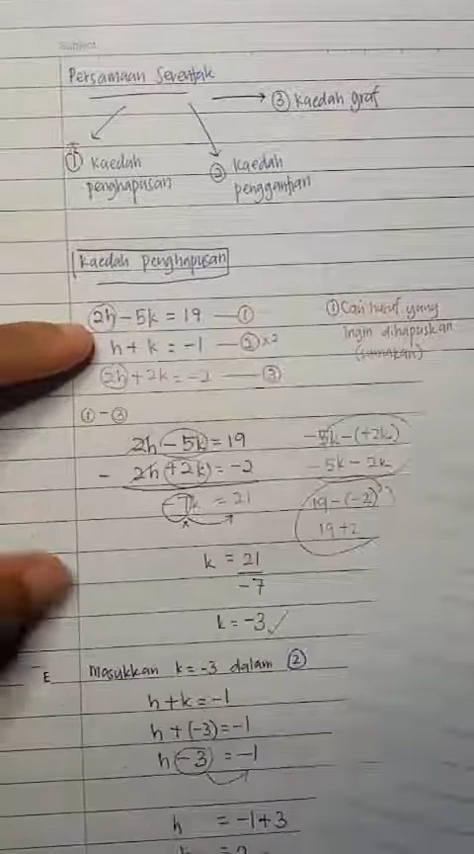 Subject
Persamaan Serentak
③ kaedah graf
① kaedah penghapusan
② kaedah penggantian
Kaedah penghapusan
2h - 5k = 19 — ①
h + k = -1 — ② ×2
2h + 2k = -2 — ③
① Cari huruf yang
ingin dihapuskan
(samakan)
① - ③
2h - 5k = 19
- 2h + 2k = -2
-7k = 21
-5k - (+2k)
-5k - 2k
19 - (-2)
19 + 2
k = 21
-7
k = -3 ✓
E
masukkan k = -3 dalam ②
h + k = -1
h + (-3) = -1
h - 3 = -1
h = -1 + 3